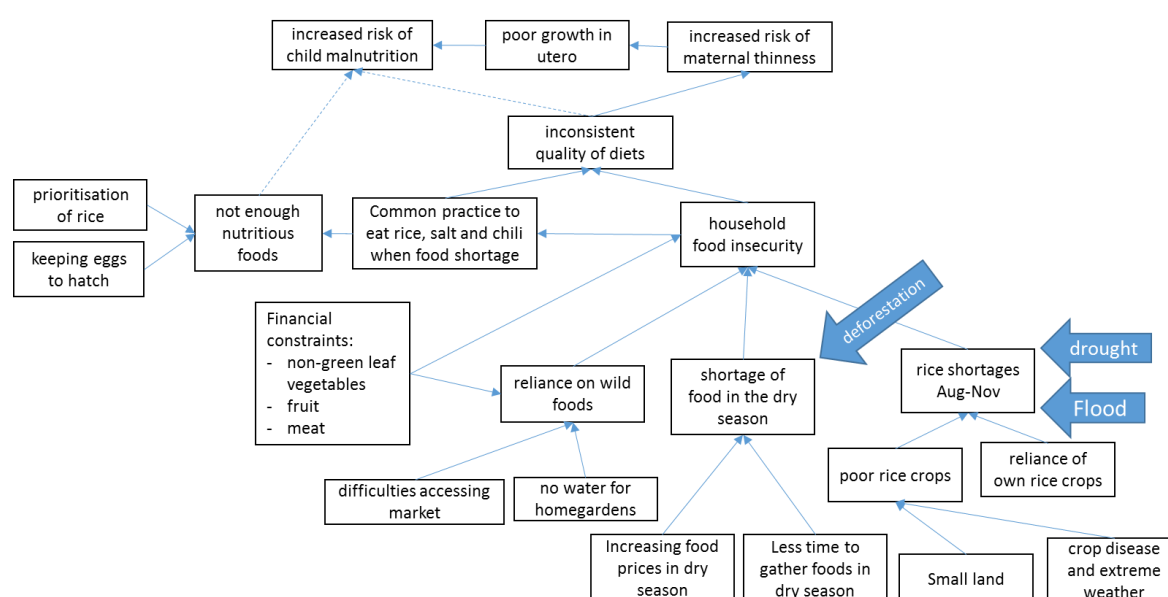 increased risk of
child malnutrition
poor growth in
utero
increased risk of
maternal thinness
inconsistent
quality of diets
prioritisation
of rice
keeping eggs
to hatch
not enough
nutritious
foods
Common practice to
eat rice, salt and chili
when food shortage
household
food insecurity
deforestation
drought
Flood
Financial
constraints:
- non-green leaf
vegetables
- fruit
- meat
reliance on wild
foods
shortage of
food in the dry
season
rice shortages
Aug-Nov
difficulties accessing
market
no water for
homegardens
poor rice crops
reliance of
own rice crops
Increasing food
prices in dry
season
Less time to
gather foods in
dry season
Small land
crop disease
and extreme
weather